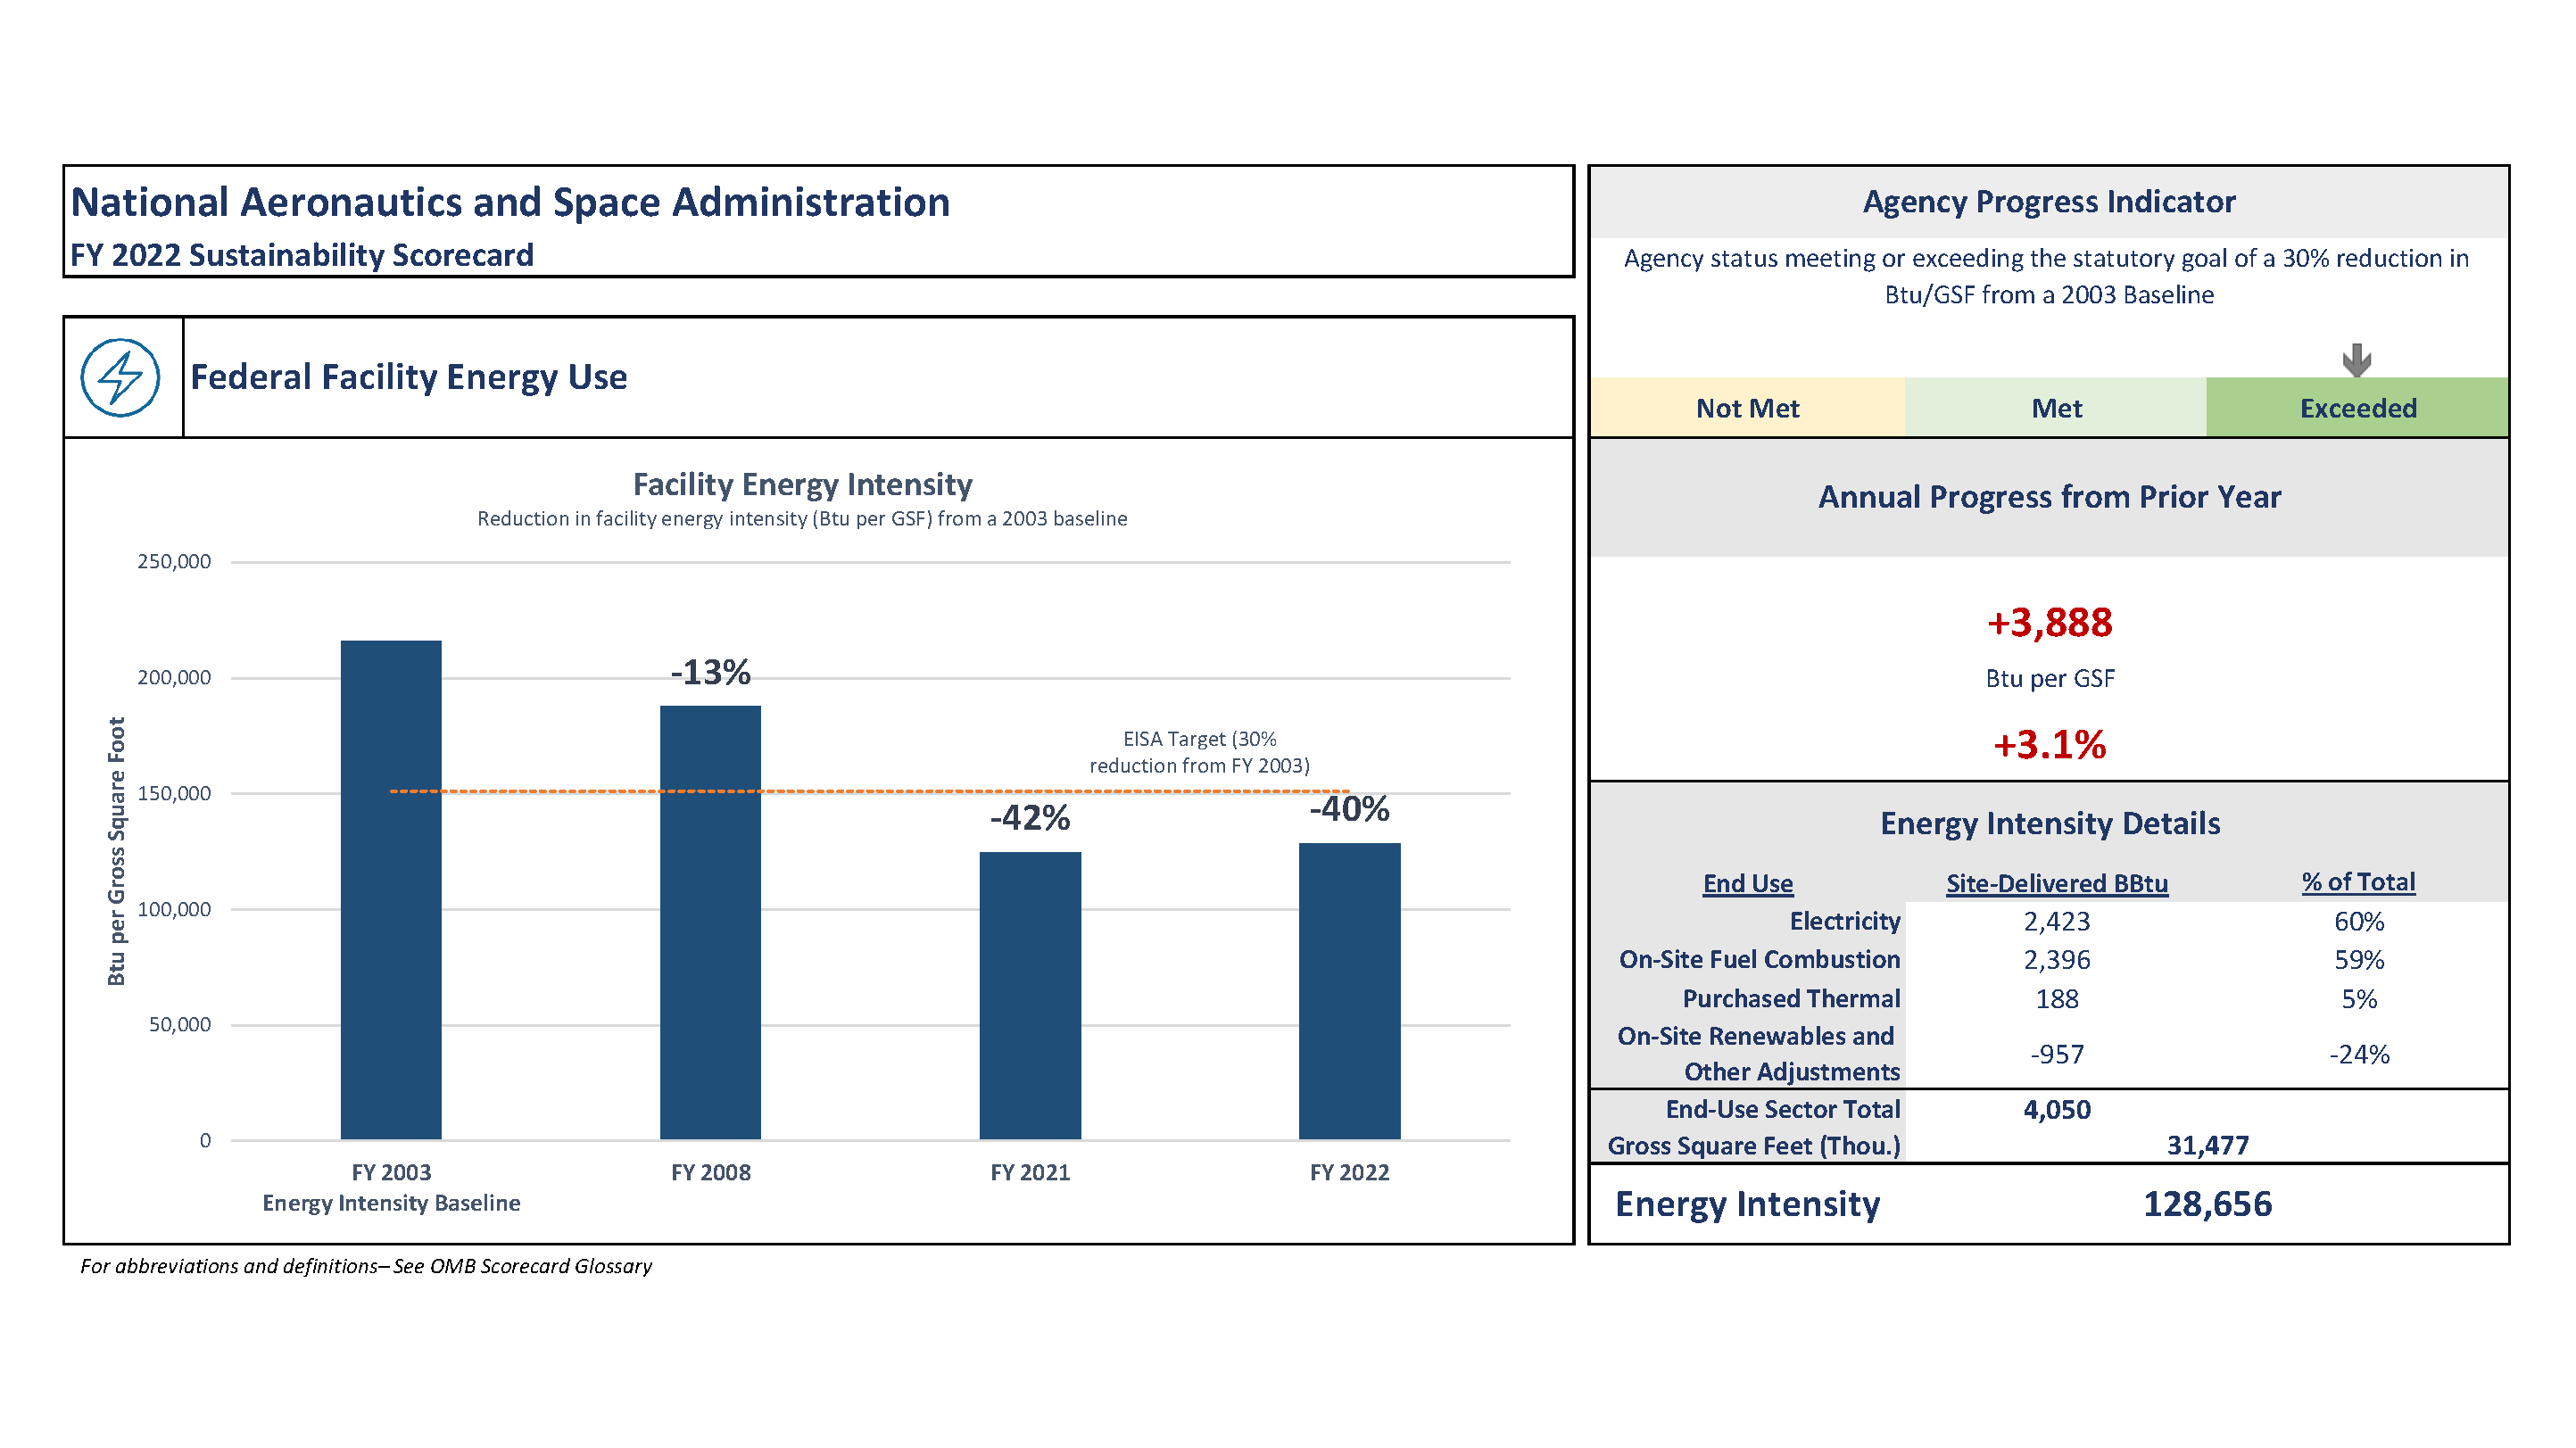 National Aeronautics and Space Administration
FY 2022 Sustainability Scorecard
Federal Facility Energy Use
Facility Energy Intensity
Reduction in facility energy intensity (Btu per GSF) from a 2003 baseline
250,000
200,000
150,000
100,000
50,000
0
Btu per Gross Square Foot
-13%
-42%
-40%
EISA Target (30%
reduction from FY 2003)
FY 2003
Energy Intensity Baseline
FY 2008
FY 2021
FY 2022
For abbreviations and definitions– See OMB Scorecard Glossary
Agency Progress Indicator
Agency status meeting or exceeding the statutory goal of a 30% reduction in
Btu/GSF from a 2003 Baseline
Not Met Met Exceeded
Annual Progress from Prior Year
+3,888
Btu per GSF
+3.1%
Energy Intensity Details
End Use Site-Delivered BBtu % of Total
Electricity 2,423 60%
On-Site Fuel Combustion 2,396 59%
Purchased Thermal 188 5%
On-Site Renewables and
Other Adjustments -957 -24%
End-Use Sector Total 4,050
Gross Square Feet (Thou.) 31,477
Energy Intensity 128,656